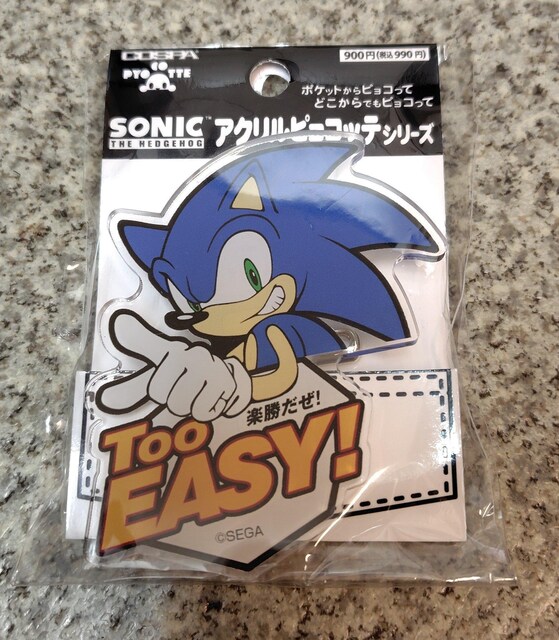 COSPA
PYOCOTTE
900円(税込990円)
ポケットからピョコって
どこからでもピョコって
SONIC™
THE HEDGEHOG
アクリルピョコッテシリーズ
楽勝だぜ!
TOO
EASY!
©SEGA